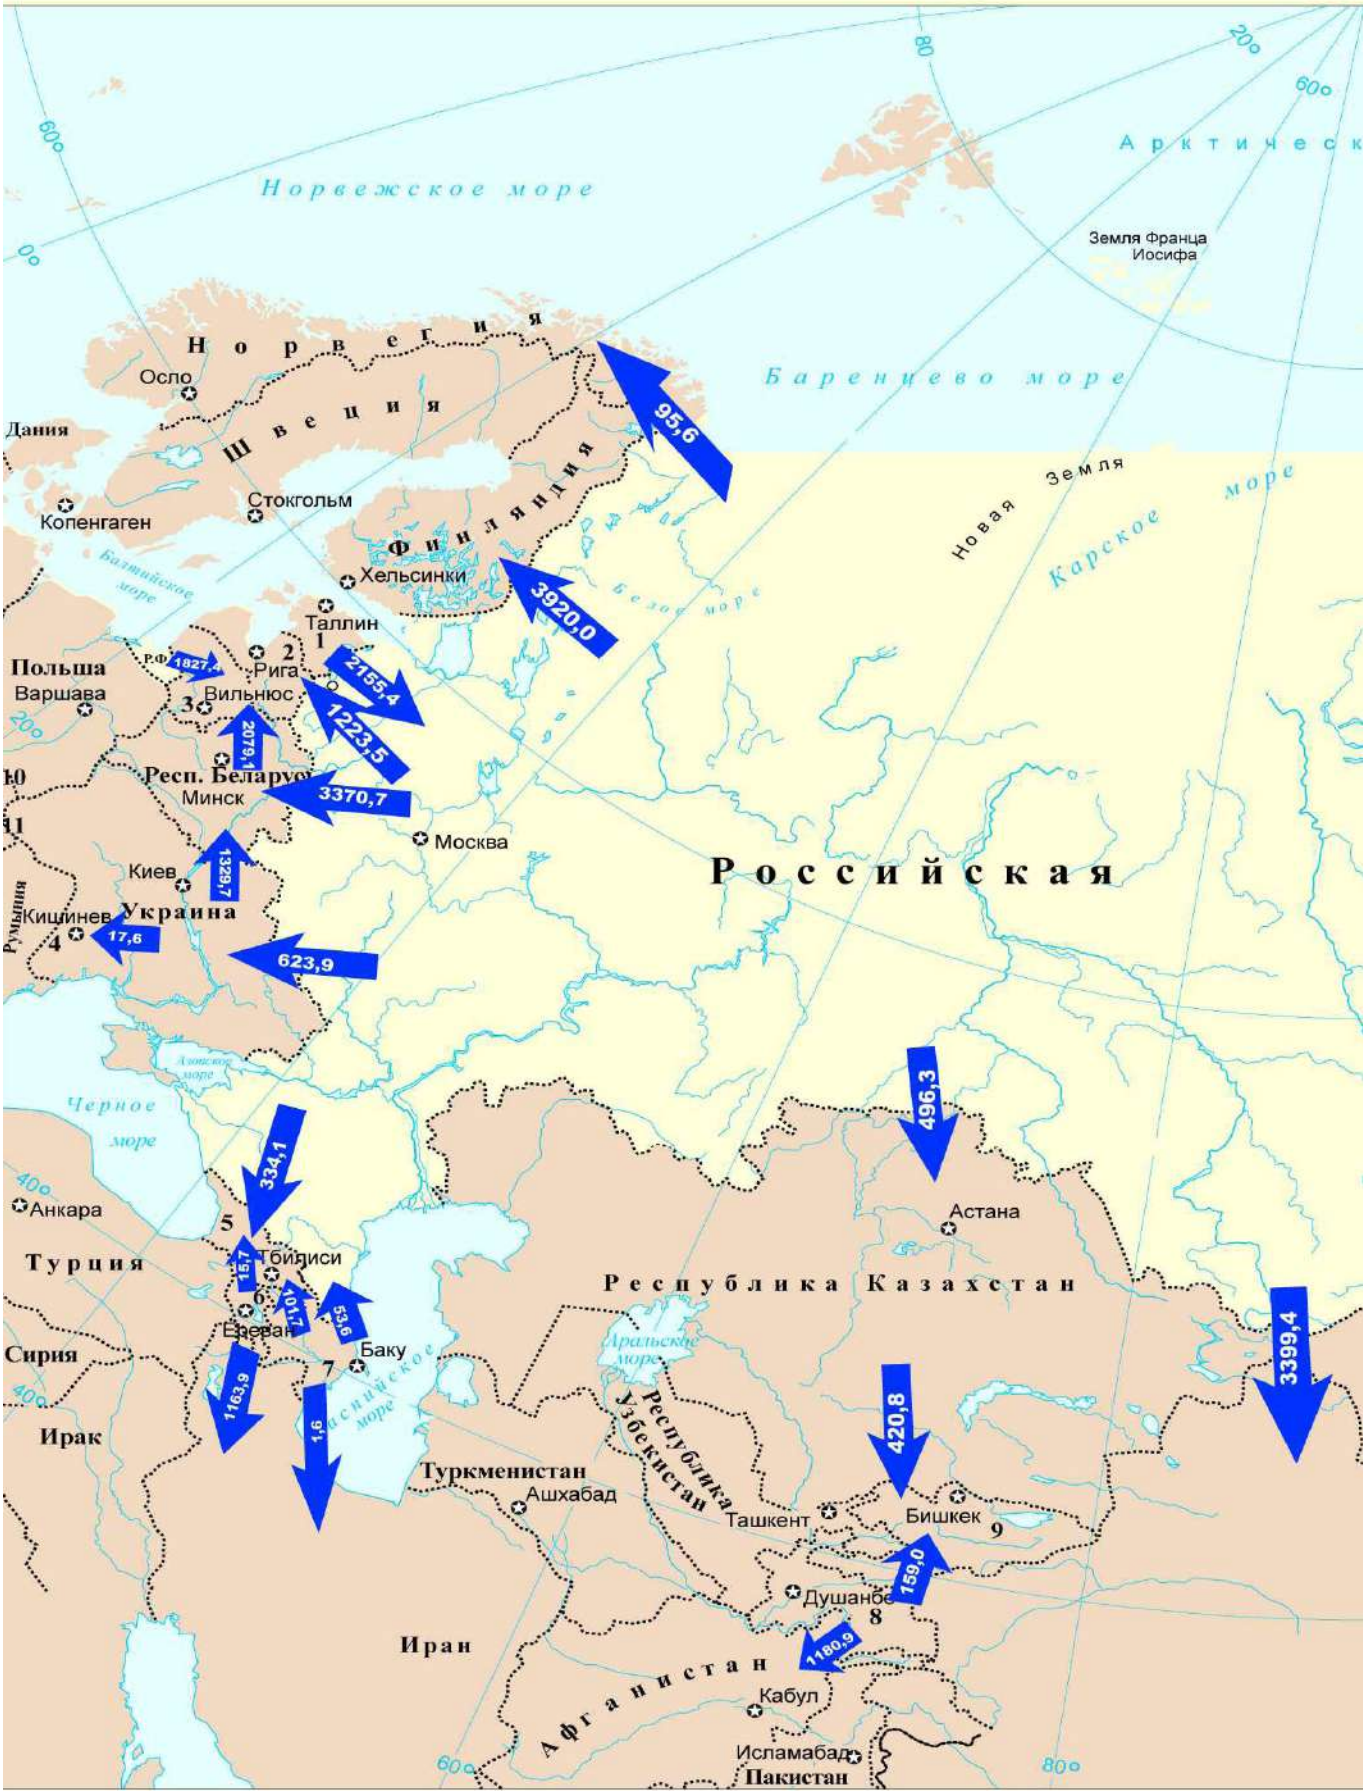 80
20°
60°
60°
Арктическ
Норвежское море
0°
Земля Франца
Иосифа
Норвегия
Осло
Баренцево море
Швеция
95,6
Дания
Финляндия
Новая Земля
Карское море
Стокгольм
Копенгаген
Балтийское
море
Хельсинки
3920,0
Белое море
Таллин
1
2
Р.Ф.
1827,4
Рига
2155,4
Польша
Варшава
3
Вильнюс
20°
1223,5
2079,1
10
Респ. Беларусь
Минск
3370,7
11
Москва
1329,7
Киев
Российская
Румыния
Кишинев
Украина
4
17,6
623,9
Азовское
море
496,3
Черное
море
334,1
40°
Анкара
5
Астана
Турция
15,7
Тбилиси
Республика Казахстан
6
101,7
53,6
Ереван
3399,4
Аральское
море
Сирия
7
Баку
40°
1163,9
1,6
Каспийское
море
Республика
Узбекистан
420,8
Ирак
Туркменистан
Ашхабад
Ташкент
Бишкек
9
159,0
Душанбе
8
Иран
1180,9
Афганистан
Кабул
Исламабад
60°
80°
Пакистан